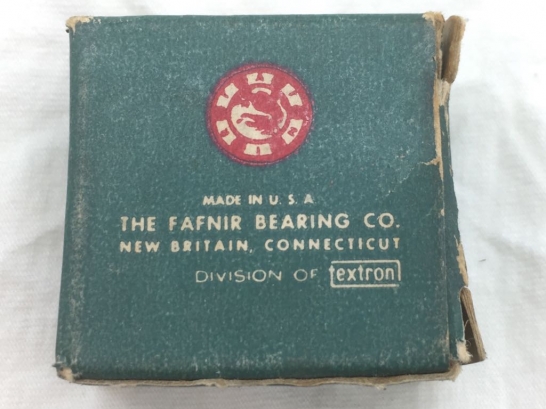 MADE IN U. S. A
THE FAFNIR BEARING CO.
NEW BRITAIN, CONNECTICUT
DIVISION OF textron